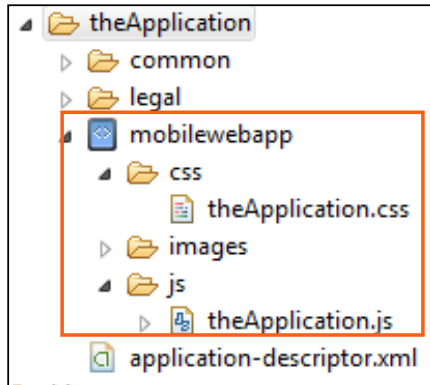 theApplication
common
legal
mobilewebapp
css
theApplication.css
images
js
theApplication.js
application-descriptor.xml